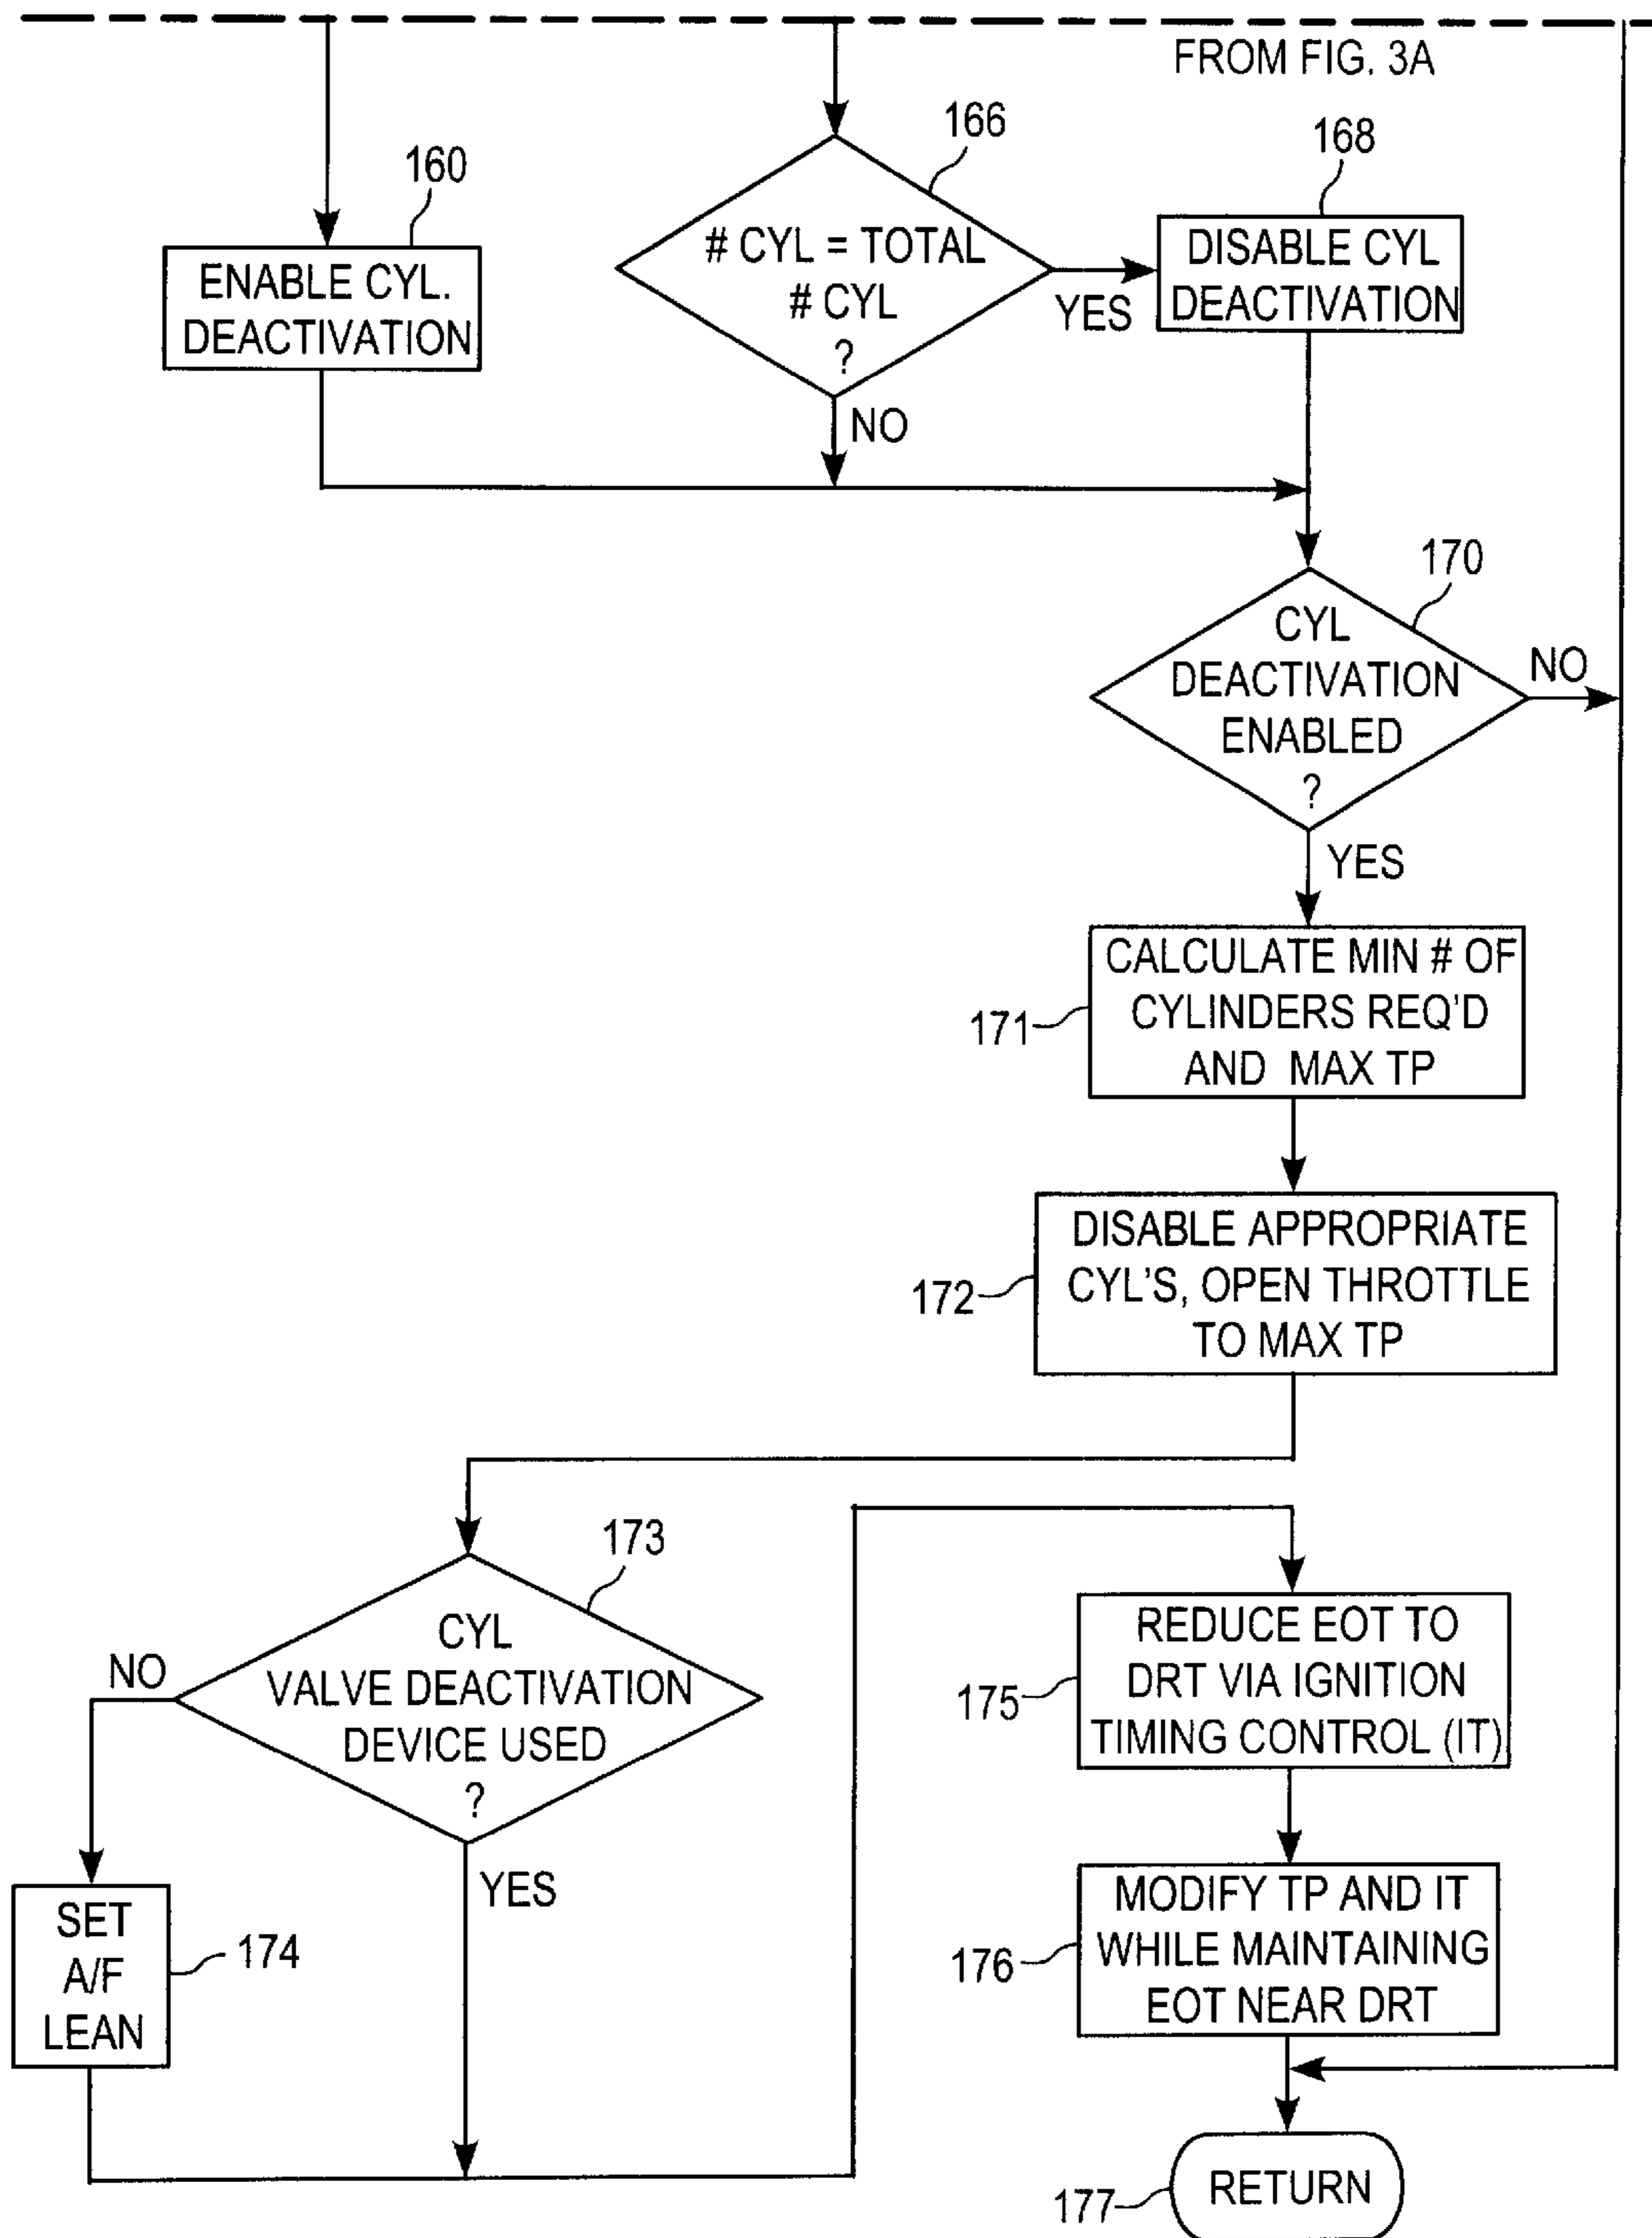 FROM FIG. 3A
160
ENABLE CYL.
DEACTIVATION
166
# CYL = TOTAL
# CYL
?
YES
NO
168
DISABLE CYL
DEACTIVATION
170
CYL
DEACTIVATION
ENABLED
?
NO
YES
171
CALCULATE MIN # OF
CYLINDERS REQ'D
AND MAX TP
172
DISABLE APPROPRIATE
CYL'S, OPEN THROTTLE
TO MAX TP
173
CYL
VALVE DEACTIVATION
DEVICE USED
?
NO
YES
SET
A/F
LEAN
174
175
REDUCE EOT TO
DRT VIA IGNITION
TIMING CONTROL (IT)
176
MODIFY TP AND IT
WHILE MAINTAINING
EOT NEAR DRT
177
RETURN